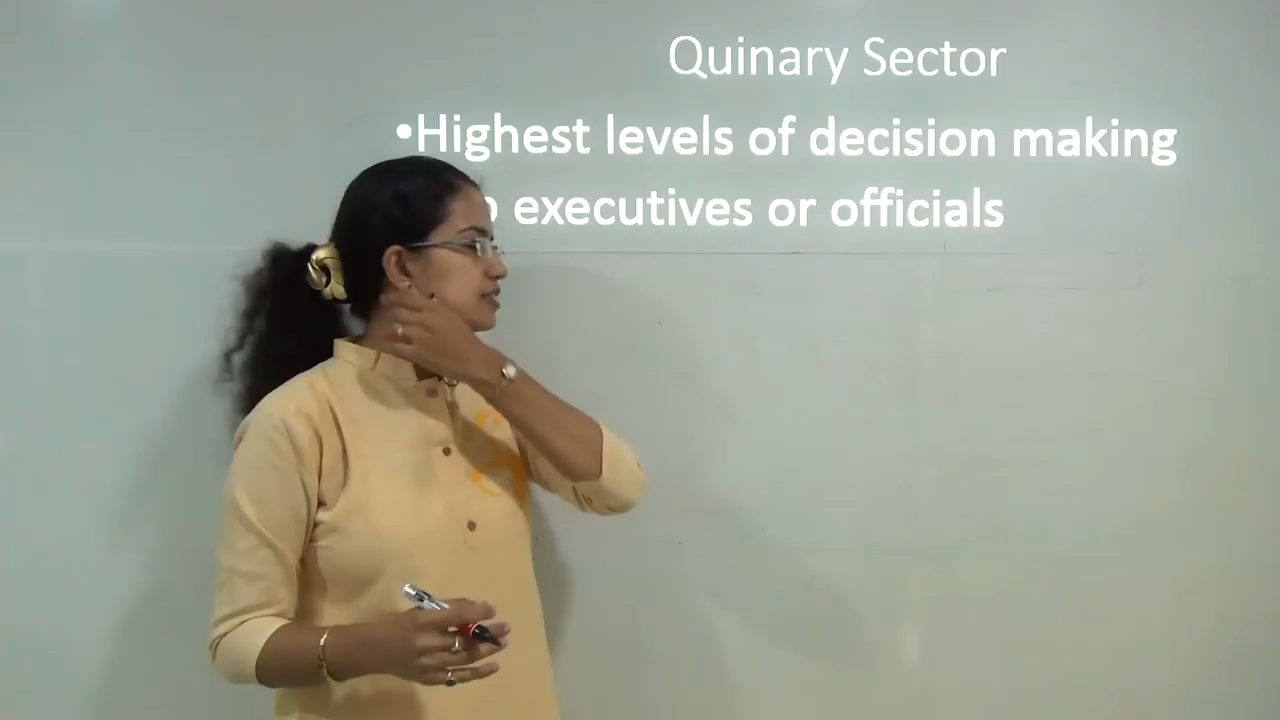 Quinary Sector
•Highest levels of decision making
executives or officials